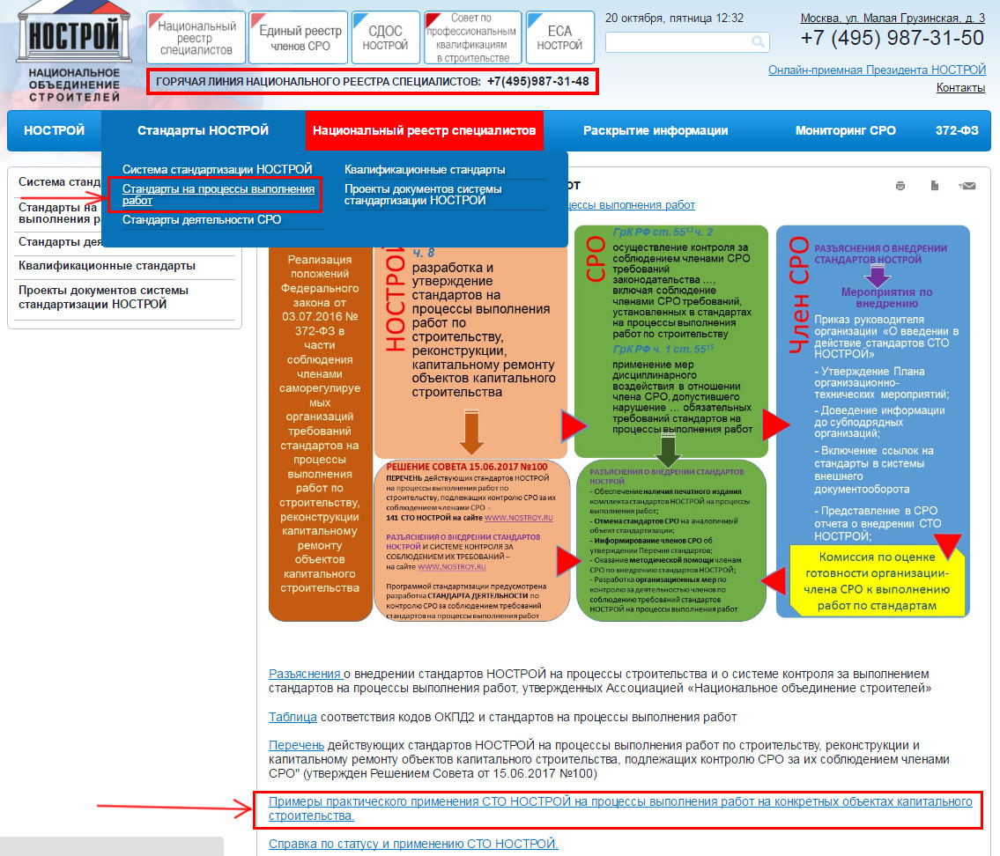 НОСТРОЙ
НАЦИОНАЛЬНОЕ
ОБЪЕДИНЕНИЕ
СТРОИТЕЛЕЙ
Национальный
реестр
специалистов
Единый реестр
членов СРО
СДОС
НОСТРОЙ
Совет по
профессиональным
квалификациям
в строительстве
ЕСА
НОСТРОЙ
20 октября, пятница 12:32
Москва, ул. Малая Грузинская, д. 3
+7 (495) 987-31-50
Онлайн-приемная Президента НОСТРОЙ
Контакты
ГОРЯЧАЯ ЛИНИЯ НАЦИОНАЛЬНОГО РЕЕСТРА СПЕЦИАЛИСТОВ: +7(495)987-31-48
НОСТРОЙ
Стандарты НОСТРОЙ
Национальный реестр специалистов
Раскрытие информации
Мониторинг СРО
372-ФЗ
Система стандартизации НОСТРОЙ
Стандарты на процессы выполнения
работ
Стандарты деятельности СРО
Квалификационные стандарты
Проекты документов системы
стандартизации НОСТРОЙ
Система станд
Стандарты на
выполнения р
Стандарты дея
Квалификационные стандарты
Проекты документов системы
стандартизации НОСТРОЙ
от
цессы выполнения работ
Реализация
положений
Федерального
закона от
03.07.2016 №
372-ФЗ в
части
соблюдения
членами
саморегулируе
мых
организаций
требований
стандартов на
процессы
выполнения
работ по
строительству,
реконструкции
капитальному
ремонту
объектов
капитального
строительства
НОСТРОЙ
ч. 8
разработка и
утверждение
стандартов на
процессы выполнения
работ по
строительству,
реконструкции,
капитальному ремонту
объектов капитального
строительства
РЕШЕНИЕ СОВЕТА 15.06.2017 №100
ПЕРЕЧЕНЬ действующих стандартов НОСТРОЙ
на процессы выполнения работ по
строительству, подлежащих контролю СРО за их
соблюдением членами СРО -
141 СТО НОСТРОЙ на сайте WWW.NOSTROY.RU
РАЗЪЯСНЕНИЯ О ВНЕДРЕНИИ СТАНДАРТОВ
НОСТРОЙ И СИСТЕМЕ КОНТРОЛЯ ЗА
СОБЛЮДЕНИЕМ ИХ ТРЕБОВАНИЙ –
на сайте WWW.NOSTROY.RU
Программой стандартизации предусмотрена
разработка СТАНДАРТА ДЕЯТЕЛЬНОСТИ по
контролю СРО за соблюдением требований
стандартов на процессы выполнения работ
СРО
ГрК РФ ст. 55¹³ ч. 2
осуществление контроля за
соблюдением членами СРО
требований
законодательства …,
включая соблюдение
членами СРО требований,
установленных в стандартах
на процессы выполнения
работ по строительству
ГрК РФ ч. 1 ст. 55¹⁵
применение мер
дисциплинарного
воздействия в отношении
члена СРО, допустившего
нарушение … обязательных
требований стандартов на
процессы выполнения работ
РАЗЪЯСНЕНИЯ О ВНЕДРЕНИИ СТАНДАРТОВ
НОСТРОЙ
- Обеспечение наличия печатного издания
комплекта стандартов НОСТРОЙ на процессы
выполнения работ;
- Отмена стандартов СРО на аналогичный
объект стандартизации;
- Информирование членов СРО об
утверждении Перечня стандартов;
- Оказание методической помощи членам
СРО по внедрению стандартов НОСТРОЙ;
- Разработка организационных мер по
контролю за деятельностью членов по
соблюдению требований стандартов
НОСТРОЙ на процессы выполнения работ
Член СРО
РАЗЪЯСНЕНИЯ О ВНЕДРЕНИИ
СТАНДАРТОВ НОСТРОЙ
Мероприятия по
внедрению
Приказ руководителя
организации «О введении в
действие стандартов СТО
НОСТРОЙ»
- Утверждение Плана
организационно-
технических мероприятий;
- Доведение информации
до субподрядных
организаций;
- Включение ссылок на
стандарты в системы
внешнего
документооборота
- Представление в СРО
отчета о внедрении СТО
НОСТРОЙ;
Комиссия по оценке
готовности организации-
члена СРО к выполнению
работ по стандартам
Разъяснения о внедрении стандартов НОСТРОЙ на процессы строительства и о системе контроля за выполнением
стандартов на процессы выполнения работ, утвержденных Ассоциацией «Национальное объединение строителей»
Таблица соответствия кодов ОКПД2 и стандартов на процессы выполнения работ
Перечень действующих стандартов НОСТРОЙ на процессы выполнения работ по строительству, реконструкции и
капитальному ремонту объектов капитального строительства, подлежащих контролю СРО за их соблюдением членами
СРО" (утвержден Решением Совета от 15.06.2017 №100)
Примеры практического применения СТО НОСТРОЙ на процессы выполнения работ на конкретных объектах капитального
строительства.
Справка по статусу и применению СТО НОСТРОЙ.